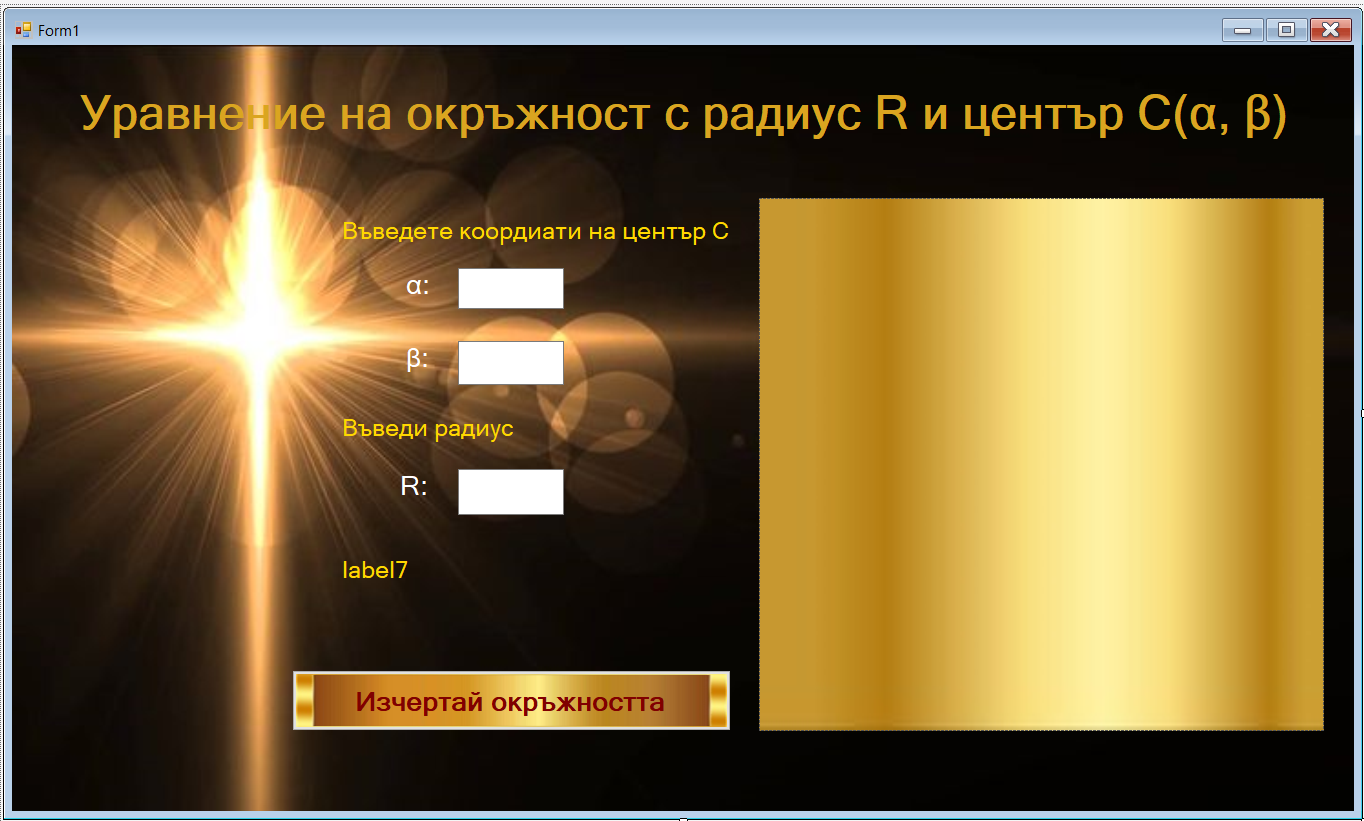 Form1
Уравнение на окръжност с радиус R и център C(α, β)
Въведете коордиати на център C
α:
β:
Въведи радиус
R:
label7
Изчертай окръжността